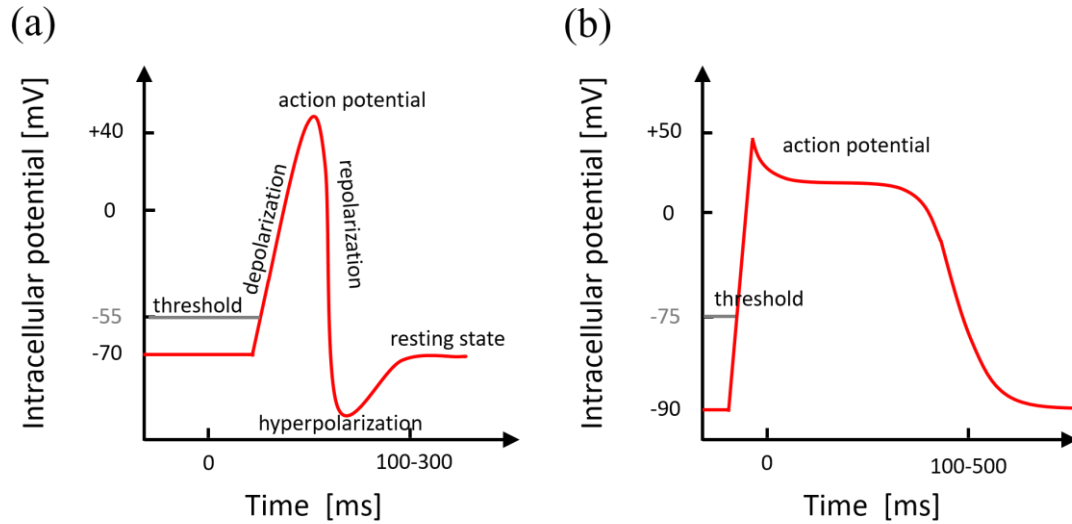 (a)
Intracellular potential [mV]
+40
0
-55
-70
action potential
depolarization
repolarization
threshold
resting state
hyperpolarization
0
100-300
Time [ms]
(b)
Intracellular potential [mV]
+50
0
-75
-90
action potential
threshold
0
100-500
Time [ms]